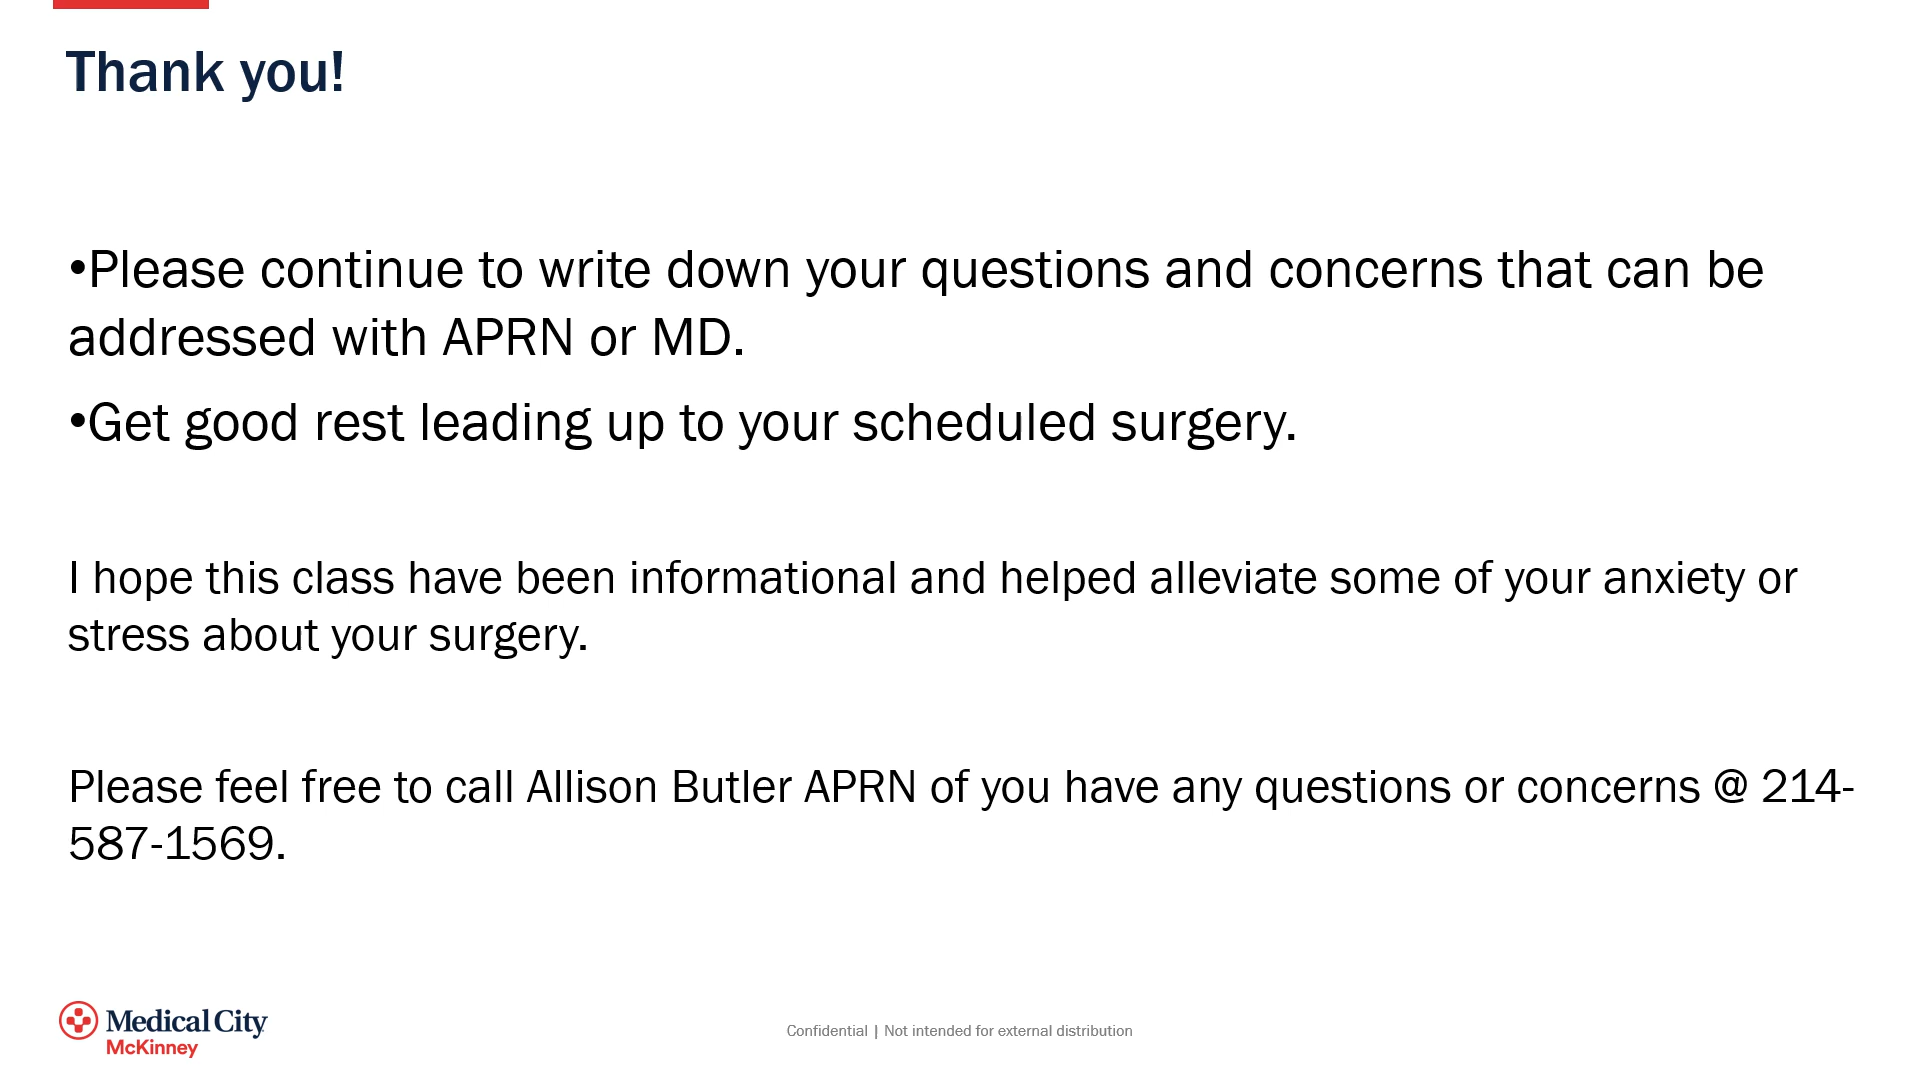 Thank you!
•Please continue to write down your questions and concerns that can be
addressed with APRN or MD.
•Get good rest leading up to your scheduled surgery.
I hope this class have been informational and helped alleviate some of your anxiety or
stress about your surgery.
Please feel free to call Allison Butler APRN of you have any questions or concerns @ 214-
587-1569.
Medical City
McKinney
Confidential | Not intended for external distribution